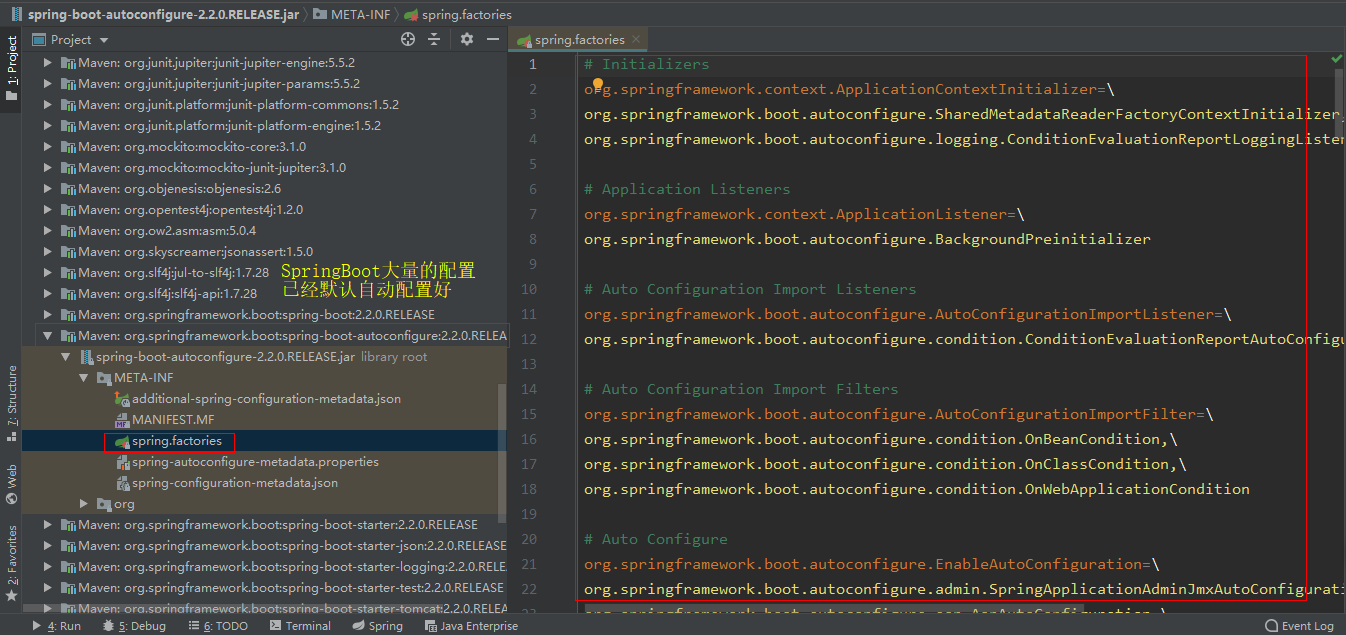 spring-boot-autoconfigure-2.2.0.RELEASE.jar META-INF spring.factories
Project
spring.factories
1: Project
7: Structure
Web
2: Favorites
Maven: org.junit.jupiter:junit-jupiter-engine:5.5.2
Maven: org.junit.jupiter:junit-jupiter-params:5.5.2
Maven: org.junit.platform:junit-platform-commons:1.5.2
Maven: org.junit.platform:junit-platform-engine:1.5.2
Maven: org.mockito:mockito-core:3.1.0
Maven: org.mockito:mockito-junit-jupiter:3.1.0
Maven: org.objenesis:objenesis:2.6
Maven: org.opentest4j:opentest4j:1.2.0
Maven: org.ow2.asm:asm:5.0.4
Maven: org.skyscreamer:jsonassert:1.5.0
Maven: org.slf4j:jul-to-slf4j:1.7.28
Maven: org.slf4j:slf4j-api:1.7.28
SpringBoot大量的配置
已经默认自动配置好
Maven: org.springframework.boot:spring-boot:2.2.0.RELEASE
Maven: org.springframework.boot:spring-boot-autoconfigure:2.2.0.RELEA
spring-boot-autoconfigure-2.2.0.RELEASE.jar library root
META-INF
additional-spring-configuration-metadata.json
MANIFEST.MF
spring.factories
spring-autoconfigure-metadata.properties
spring-configuration-metadata.json
org
Maven: org.springframework.boot:spring-boot-starter:2.2.0.RELEASE
Maven: org.springframework.boot:spring-boot-starter-json:2.2.0.RELEASE
Maven: org.springframework.boot:spring-boot-starter-logging:2.2.0.RELE
Maven: org.springframework.boot:spring-boot-starter-test:2.2.0.RELEASE
Maven: org.springframework.boot:spring-boot-starter-tomcat:2.2.0.RELEA
1 # Initializers
2 org.springframework.context.ApplicationContextInitializer=\
3 org.springframework.boot.autoconfigure.SharedMetadataReaderFactoryContextInitializer
4 org.springframework.boot.autoconfigure.logging.ConditionEvaluationReportLoggingListen
5
6 # Application Listeners
7 org.springframework.context.ApplicationListener=\
8 org.springframework.boot.autoconfigure.BackgroundPreinitializer
9
10 # Auto Configuration Import Listeners
11 org.springframework.boot.autoconfigure.AutoConfigurationImportListener=\
12 org.springframework.boot.autoconfigure.condition.ConditionEvaluationReportAutoConfigu
13
14 # Auto Configuration Import Filters
15 org.springframework.boot.autoconfigure.AutoConfigurationImportFilter=\
16 org.springframework.boot.autoconfigure.condition.OnBeanCondition,\
17 org.springframework.boot.autoconfigure.condition.OnClassCondition,\
18 org.springframework.boot.autoconfigure.condition.OnWebApplicationCondition
19
20 # Auto Configure
21 org.springframework.boot.autoconfigure.EnableAutoConfiguration=\
22 org.springframework.boot.autoconfigure.admin.SpringApplicationAdminJmxAutoConfigurati
4: Run 5: Debug 6: TODO Terminal Spring Java Enterprise Event Log